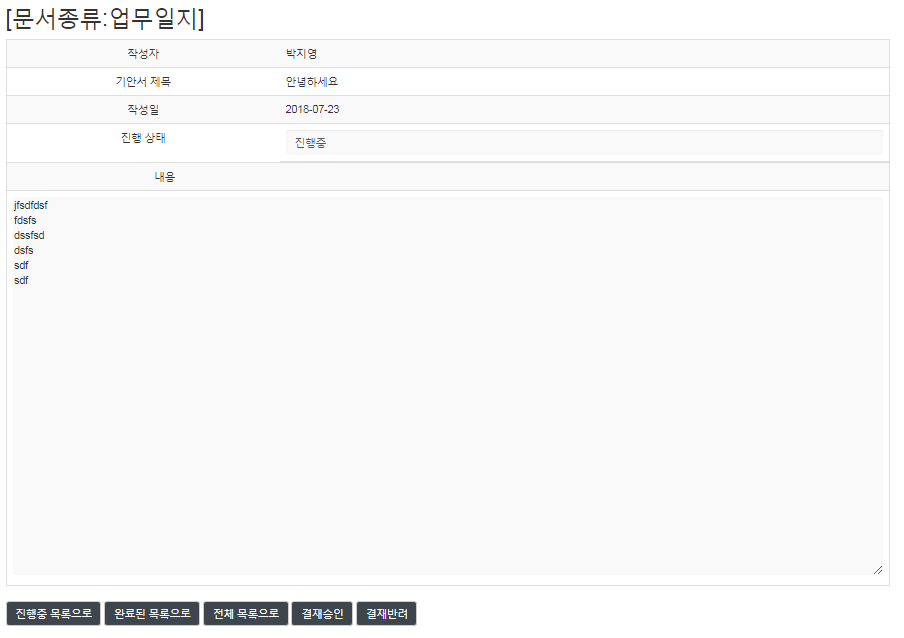 [문서종류:업무일지]
작성자 박지영
기안서 제목 안녕하세요
작성일 2018-07-23
진행 상태 진행중
내용
jfsdfdsf
fdsfs
dssfsd
dsfs
sdf
sdf
진행중 목록으로 완료된 목록으로 전체 목록으로 결재승인 결재반려